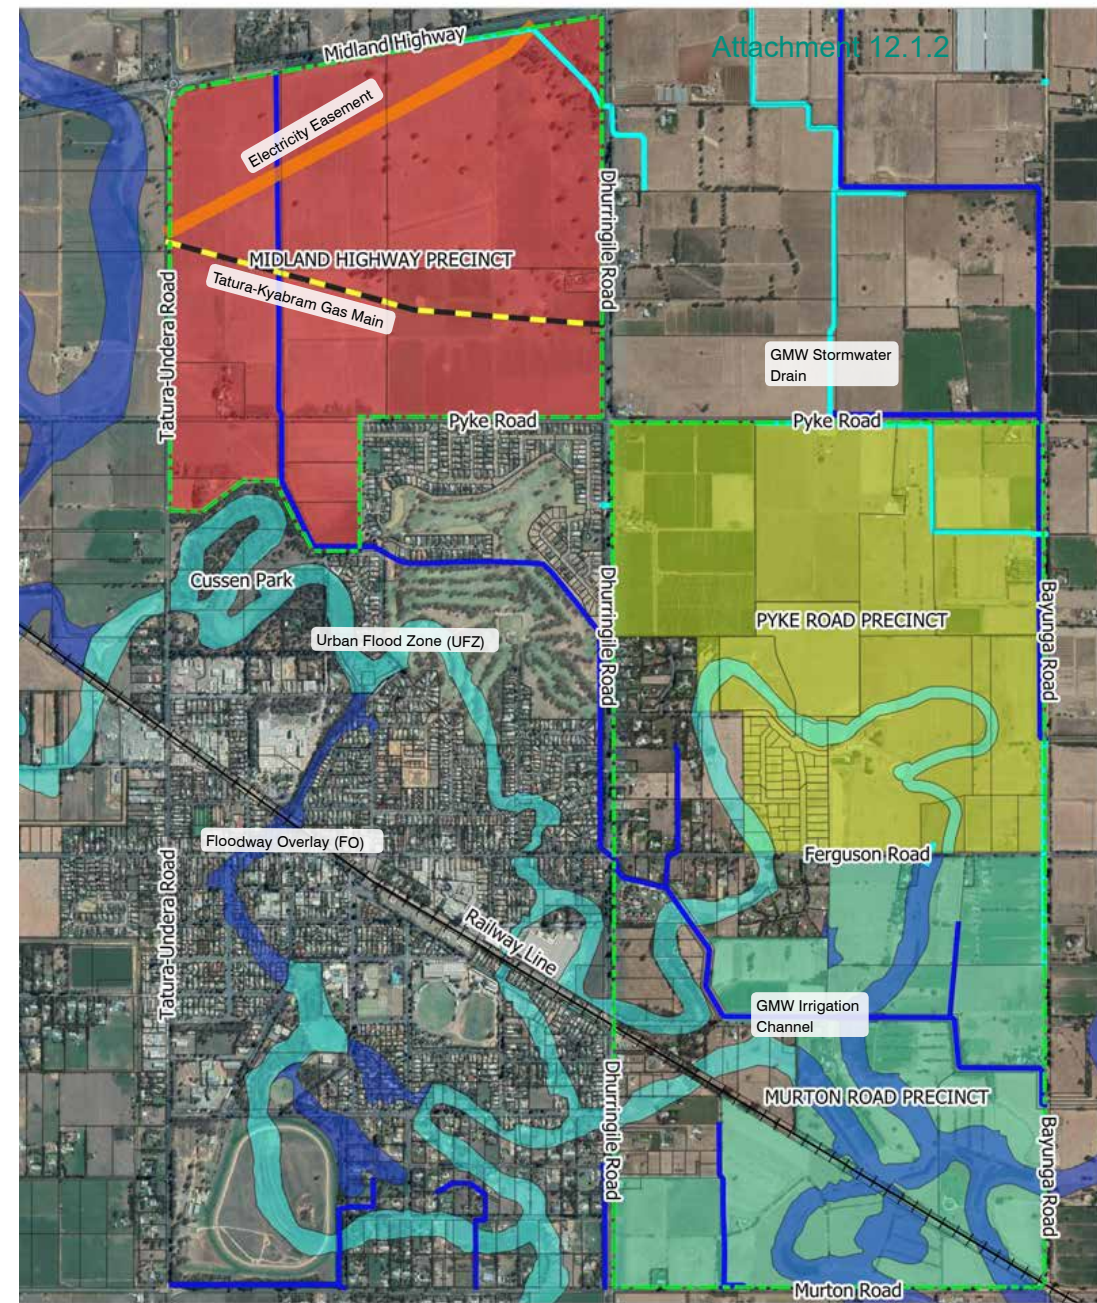 Midland Highway
Attachment 12.1.2
Electricity Easement
Dhurringile Road
MIDLAND HIGHWAY PRECINCT
Tatura-Kyabram Gas Main
Tatura-Undera Road
GMW Stormwater
Drain
Pyke Road
Pyke Road
Cussen Park
Dhurringile Road
Bayunga Road
PYKE ROAD PRECINCT
Urban Flood Zone (UFZ)
Floodway Overlay (FO)
Ferguson Road
Tatura-Undera Road
Railway Line
GMW Irrigation
Channel
Dhurringile Road
MURTON ROAD PRECINCT
Bayunga Road
Murton Road